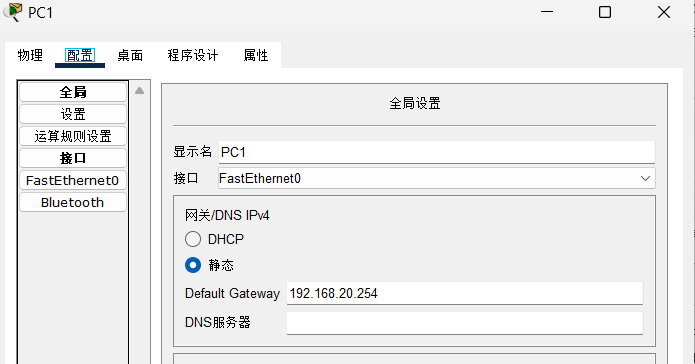 PC1
物理 配置 桌面 程序设计 属性
全局
设置
运算规则设置
接口
FastEthernet0
Bluetooth
全局设置
显示名 PC1
接口 FastEthernet0
网关/DNS IPv4
DHCP
静态
Default Gateway 192.168.20.254
DNS服务器